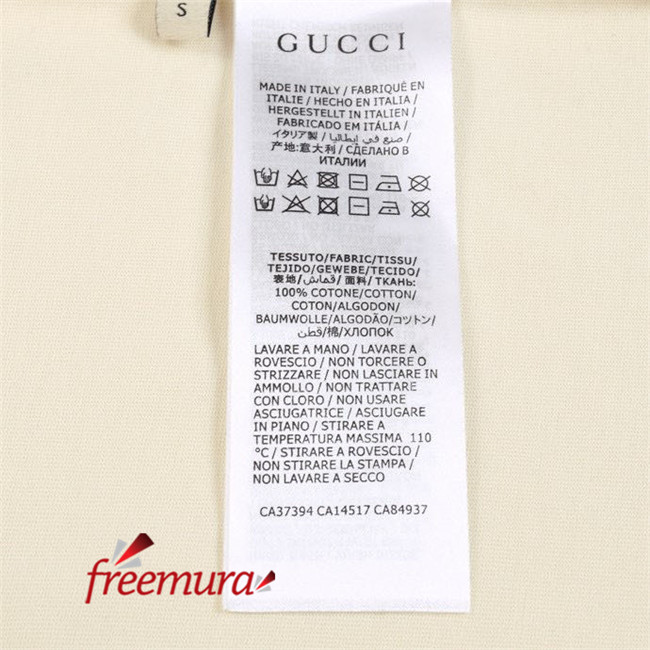 S
GUCCI
MADE IN ITALY / FABRIQUÉ EN
ITALIE / HECHO EN ITALIA /
HERGESTELLT IN ITALIEN /
FABRICADO EM ITÁLIA /
イタリア製 / صنع في إيطاليا /
产地:意大利 / СДЕЛАНО В
ИТАЛИИ
TESSUTO/FABRIC/TISSU/
TEJIDO/GEWEBE/TECIDO/
表地/قماش/面料/ТКАНЬ:
100% COTONE/COTTON/
COTON/ALGODON/
BAUMWOLLE/ALGODÃO/コットン/
قطن/棉/ХЛОПОК
LAVARE A MANO / LAVARE A
ROVESCIO / NON TORCERE O
STRIZZARE / NON LASCIARE IN
AMMOLLO / NON TRATTARE
CON CLORO / NON USARE
ASCIUGATRICE / ASCIUGARE
IN PIANO / STIRARE A
TEMPERATURA MASSIMA 110
°C / STIRARE A ROVESCIO /
NON STIRARE LA STAMPA /
NON LAVARE A SECCO
CA37394 CA14517 CA84937
freemura